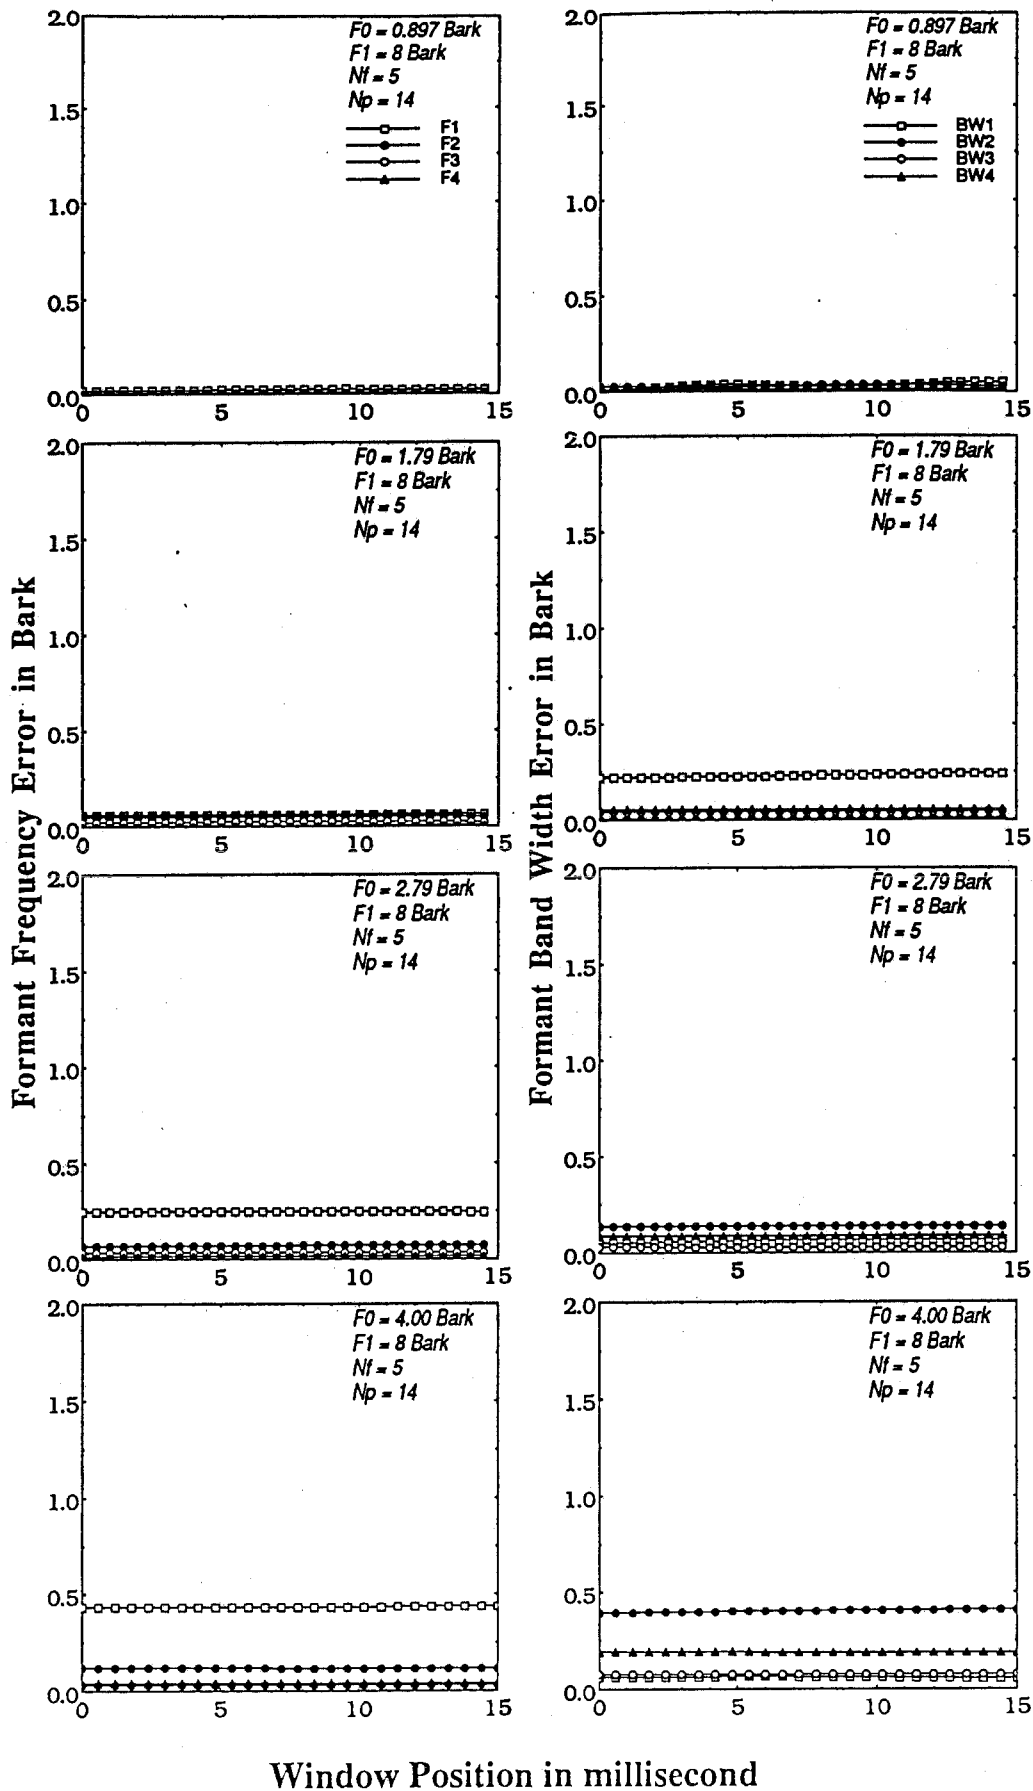 F0 = 0.897 Bark
F1 = 8 Bark
Nf = 5
Np = 14
F1
F2
F3
F4
2.0
1.5
1.0
0.5
0.0
0 5 10 15
F0 = 0.897 Bark
F1 = 8 Bark
Nf = 5
Np = 14
BW1
BW2
BW3
BW4
2.0
1.5
1.0
0.5
0.0
0 5 10 15
F0 = 1.79 Bark
F1 = 8 Bark
Nf = 5
Np = 14
2.0
1.5
1.0
0.5
0.0
0 5 10 15
F0 = 1.79 Bark
F1 = 8 Bark
Nf = 5
Np = 14
2.0
1.5
1.0
0.5
0.0
0 5 10 15
Formant Frequency Error in Bark
Formant Band Width Error in Bark
F0 = 2.79 Bark
F1 = 8 Bark
Nf = 5
Np = 14
2.0
1.5
1.0
0.5
0.0
0 5 10 15
F0 = 2.79 Bark
F1 = 8 Bark
Nf = 5
Np = 14
2.0
1.5
1.0
0.5
0.0
0 5 10 15
F0 = 4.00 Bark
F1 = 8 Bark
Nf = 5
Np = 14
2.0
1.5
1.0
0.5
0.0
0 5 10 15
F0 = 4.00 Bark
F1 = 8 Bark
Nf = 5
Np = 14
2.0
1.5
1.0
0.5
0.0
0 5 10 15
Window Position in millisecond